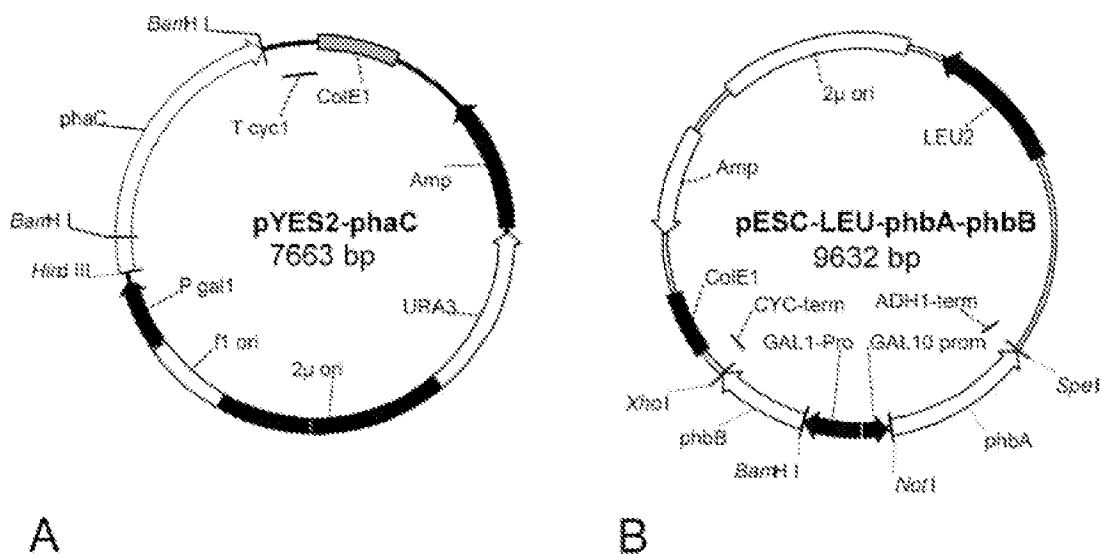 BamH I
phaC
T cyc1
ColE1
Amp
pYES2-phaC
7663 bp
BamH I
Hind III
P gal1
f1 ori
2µ ori
URA3
A
2µ ori
LEU2
Amp
pESC-LEU-phbA-phbB
9632 bp
ColE1
CYC-term
ADH1-term
GAL1-Pro
GAL10 prom
XhoI
SpeI
phbB
phbA
BamH I
NotI
B